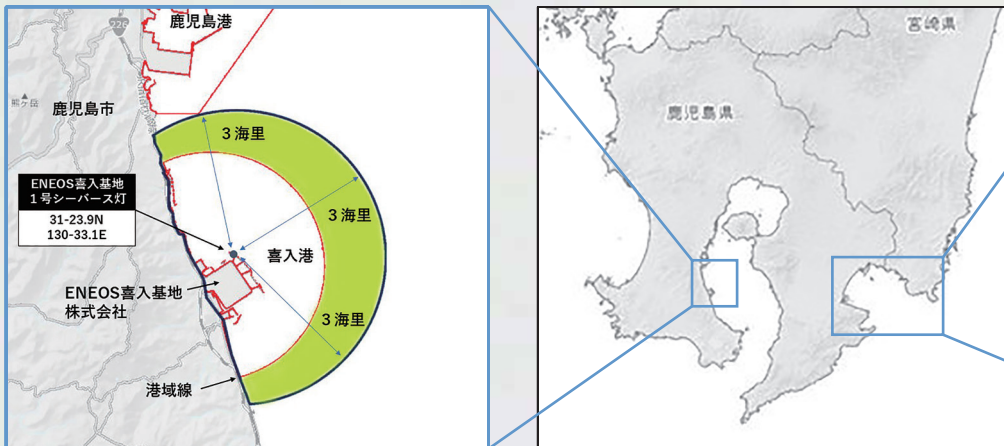 鹿児島港
226
熊ヶ岳
鹿児島市
3海里
ENEOS喜入基地
1号シーバース灯
31-23.9N
130-33.1E
3海里
喜入港
ENEOS喜入基地
株式会社
3海里
港域線
宮崎県
鹿児島県